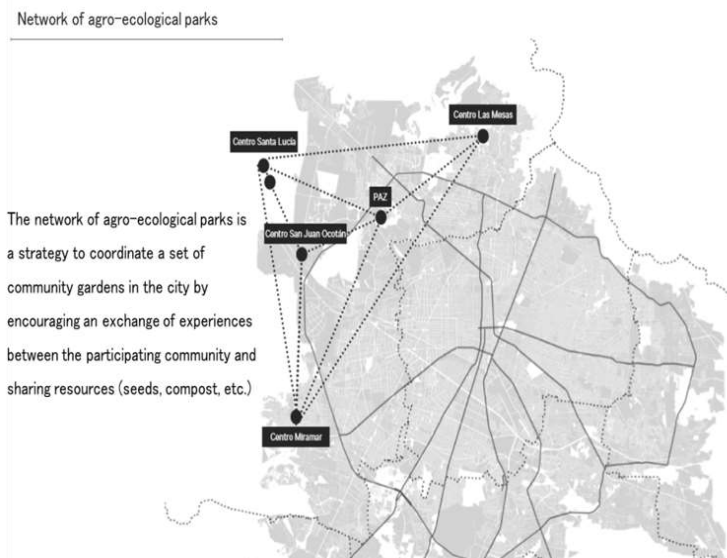 Network of agro-ecological parks
Centro Las Mesas
Centro Santa Lucía
PAZ
The network of agro-ecological parks is
Centro San Juan Ocotán
a strategy to coordinate a set of
community gardens in the city by
encouraging an exchange of experiences
between the participating community and
sharing resources (seeds, compost, etc.)
Centro Miramar